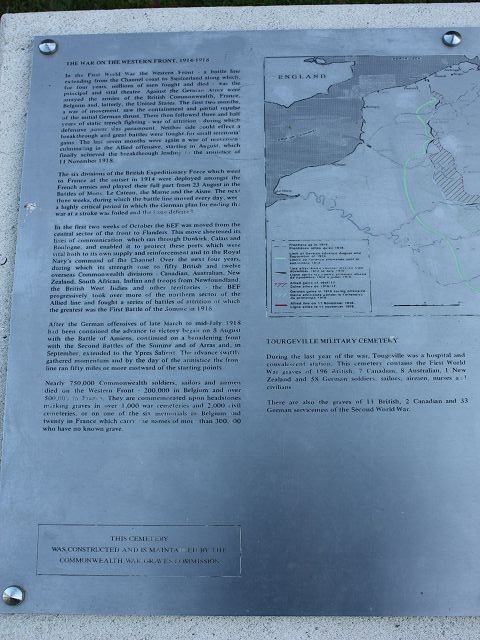 THE WAR ON THE WESTERN FRONT, 1914-1918
In the First World War the Western Front - a battle line
extending from the Channel coast to Switzerland along which,
for four years, millions of men fought and died - was the
principal and vital theatre. Against the German Army were
arrayed the armies of the British Commonwealth, France,
Belgium and, latterly, the United States. The first two months,
a war of movement, saw the containment and partial repulse
of the initial German thrust. There then followed three and half
years of static trench fighting - war of attrition - during which
defensive power was paramount. Neither side could effect a
breakthrough and great battles were fought for small territorial
gains. The last seven months were again a war of movement
culminating in the Allied offensive, starting in August, which
finally achieved the breakthrough leading to the armistice of
11 November 1918.
The six divisions of the British Expeditionary Force which went
to France at the outset in 1914 were deployed amongst the
French armies and played their full part from 23 August in the
Battles of Mons, Le Cateau, the Marne and the Aisne. The next
three weeks, during which the battle line moved every day, were
a highly critical period in which the German plan for ending the
war at a stroke was foiled and the
In the first two weeks of October the BEF was moved from the
central sector of the front to Flanders. This move shortened its
lines of communication, which ran through Dunkirk, Calais and
Boulogne, and enabled it to protect these ports which were
vital both to its own supply and reinforcement and to the Royal
Navy's command of the Channel. Over the next four years,
during which its strength rose to fifty British and twelve
overseas Commonwealth divisions - Canadian, Australian, New
Zealand, South African, Indian and troops from Newfoundland,
the British West Indies and other territories - the BEF
progressively took over more of the northern sector of the
Allied line and fought a series of battles of attrition of which
the greatest was the First Battle of the Somme in 1916.
After the German offensives of late March to mid-July 1918
had been contained the advance to victory began on 8 August
with the Battle of Amiens, continued on a broadening front
with the Second Battles of the Somme and of Arras and, in
September, extended to the Ypres Salient. The advance swiftly
gathered momentum and by the day of the armistice the front
line ran fifty miles or more eastward of the starting points.
Nearly 750,000 Commonwealth soldiers, sailors and airmen
died on the Western Front - 200,000 in Belgium and over
500,000 in France. They are commemorated upon headstones
marking graves in over 1,000 war cemeteries and 2,000 civil
cemeteries, or on one of the six memorials in Belgium and
twenty in France which carry the names of more than 300,000
who have no known grave.
THIS CEMETERY
WAS CONSTRUCTED AND IS MAINTAINED BY THE
COMMONWEALTH WAR GRAVES COMMISSION
ENGLAND
TOURGEVILLE MILITARY CEMETERY
During the last year of the war, Tougeville was a hospital and
convalescent station. This cemetery contains the First World
War graves of 196 British, 7 Canadian, 8 Australian, 1 New
Zealand and 58 German soldiers, sailors, airmen, nurses and
civilians.
There are also the graves of 13 British, 2 Canadian and 33
German servicemen of the Second World War.